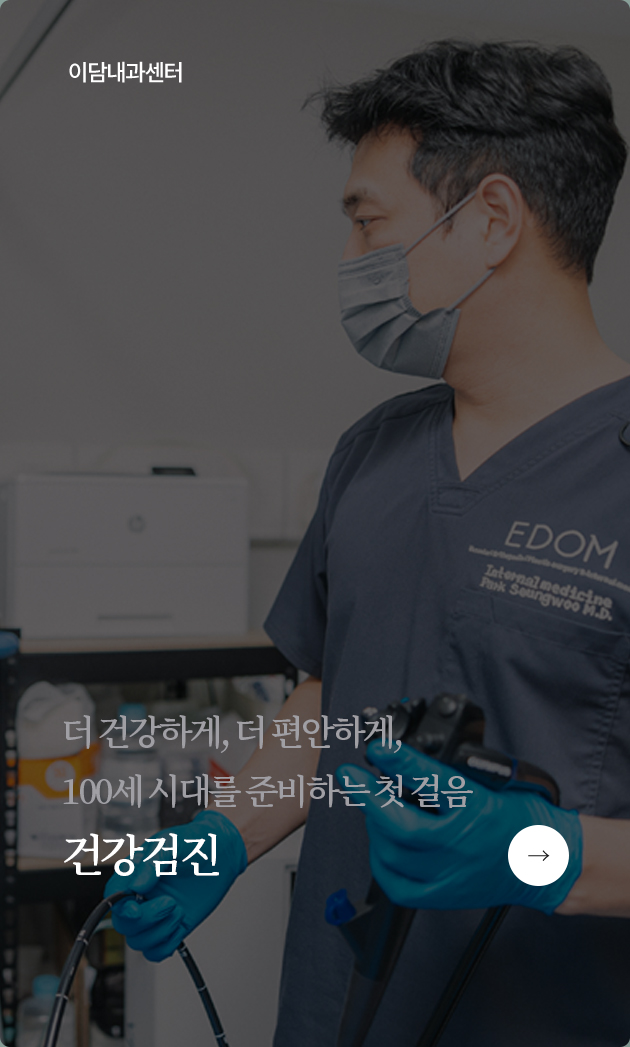 이담내과센터
EDOM
Internal medicine
Park Seungwoo M.D.
더 건강하게, 더 편안하게,
100세 시대를 준비하는 첫 걸음
건강검진
→